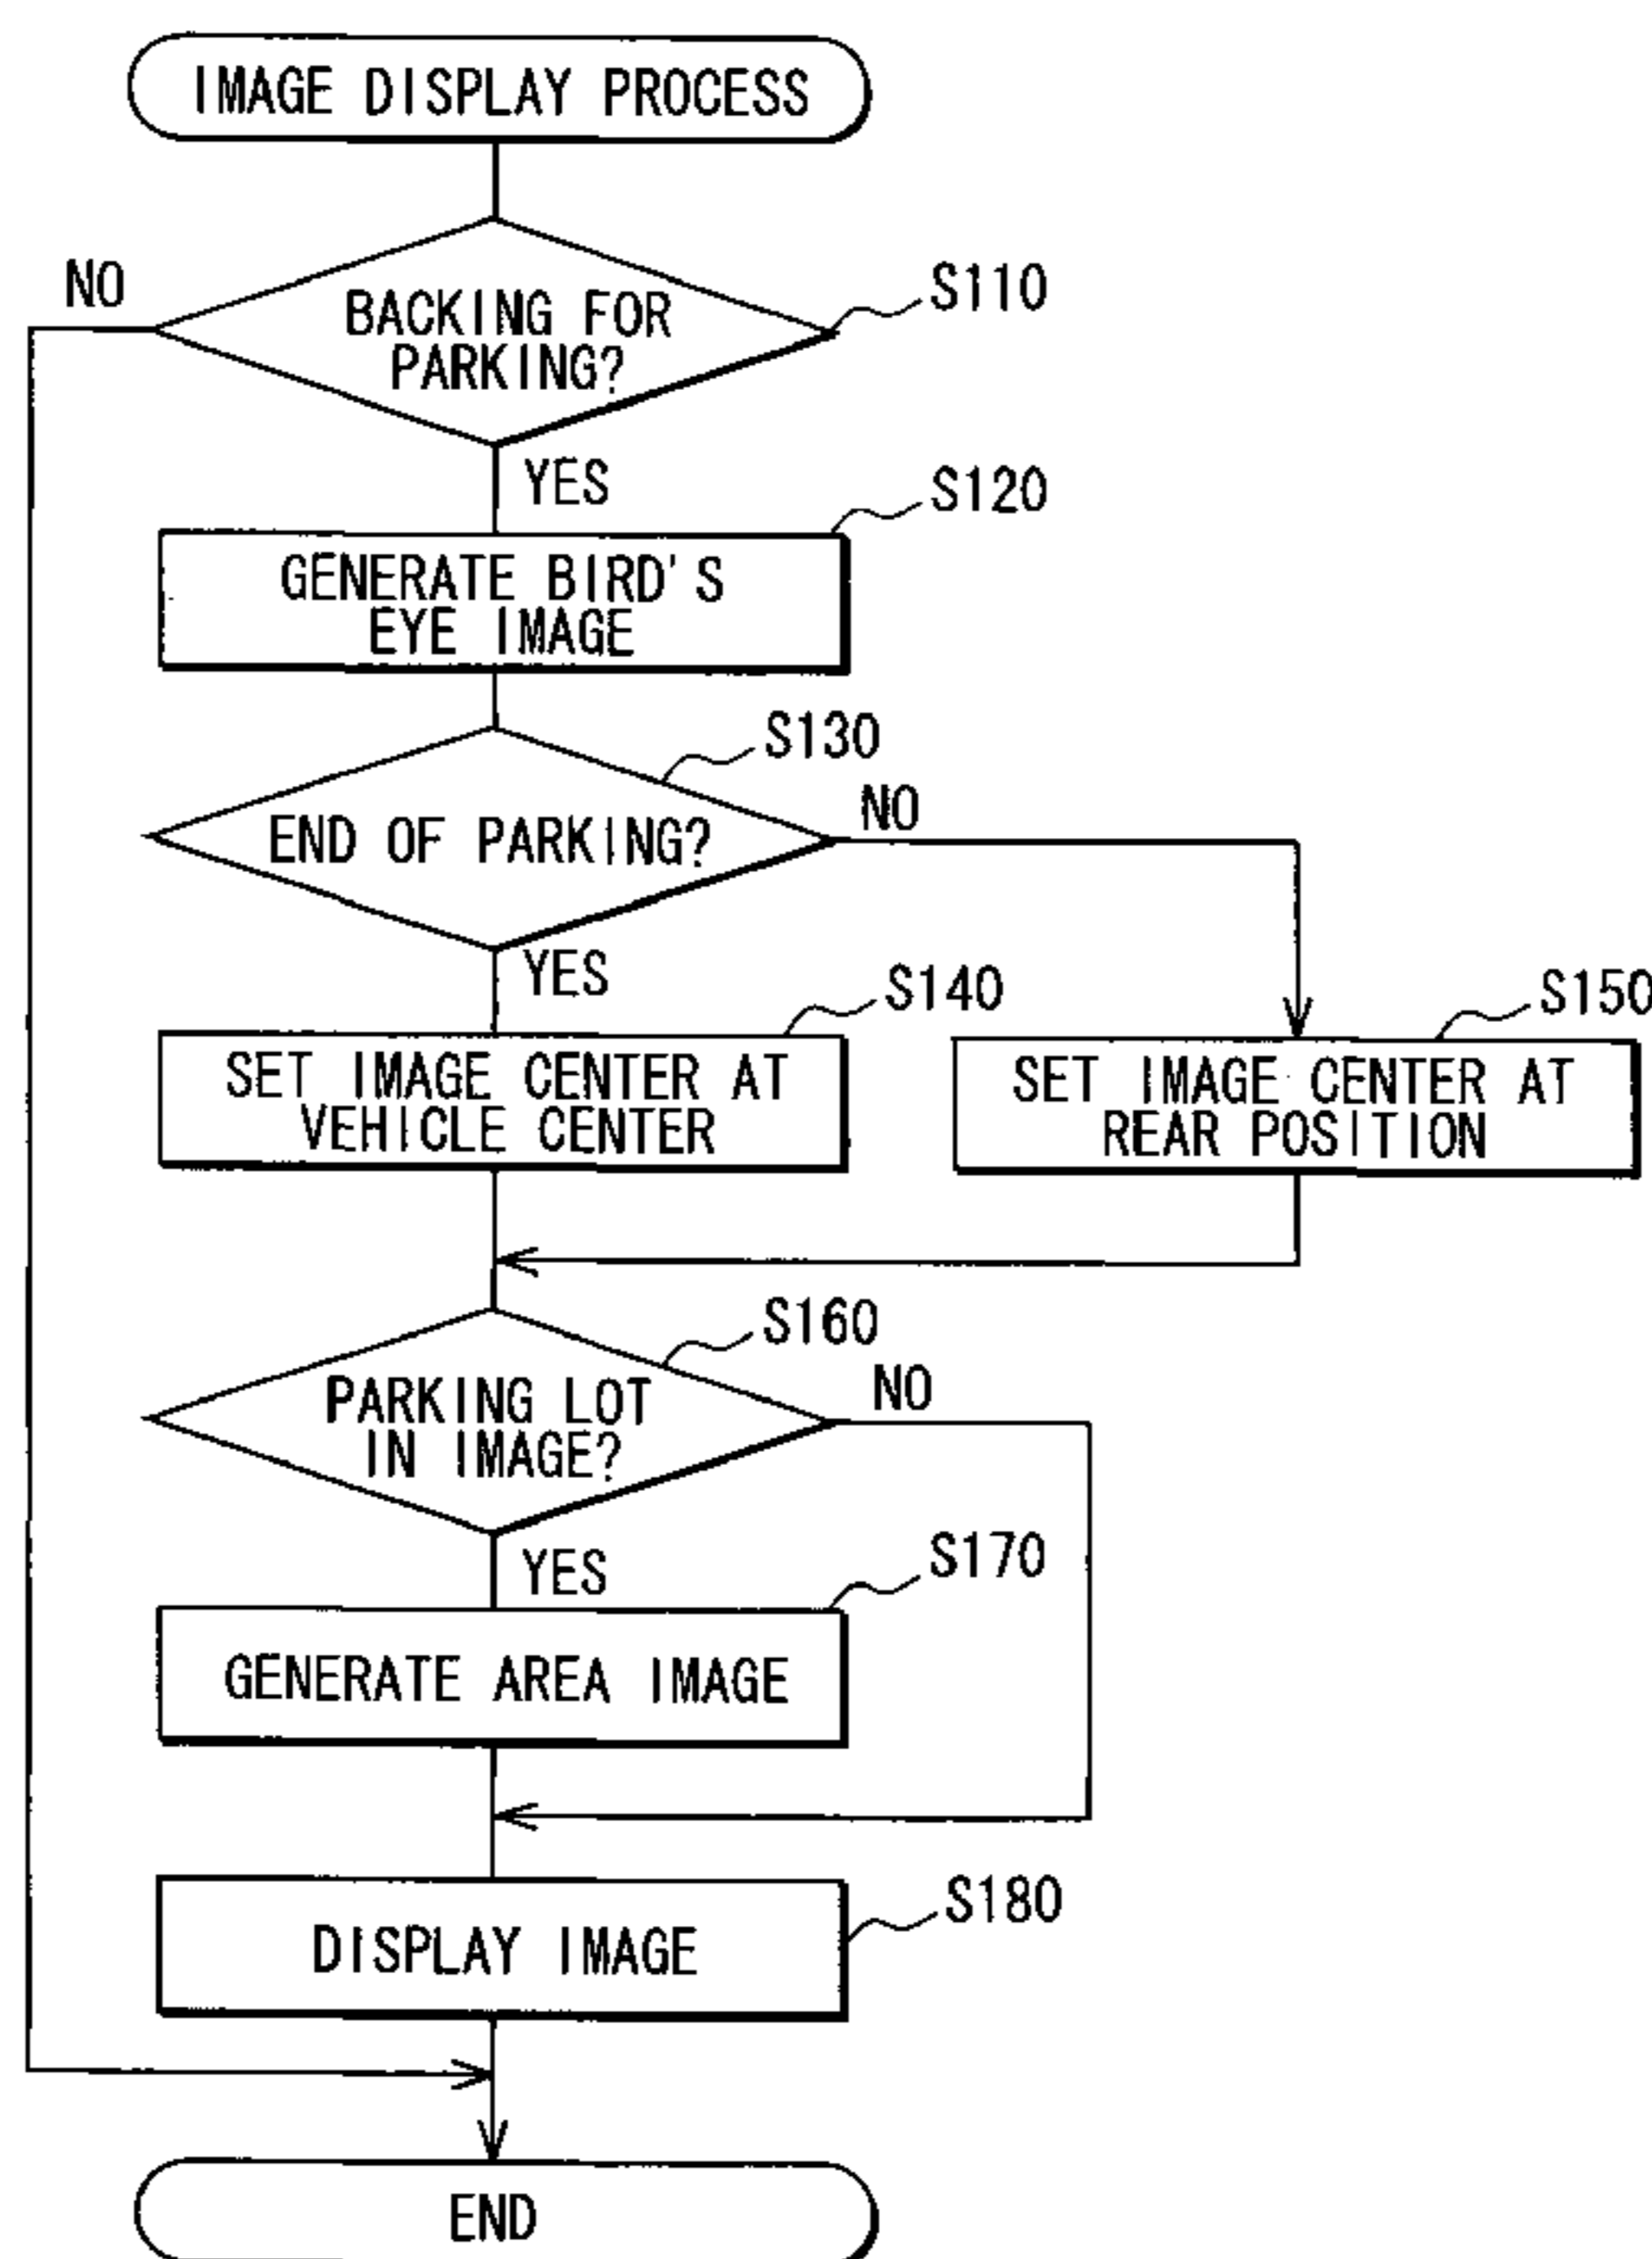 IMAGE DISPLAY PROCESS
NO
BACKING FOR
PARKING?
S110
YES
S120
GENERATE BIRD'S
EYE IMAGE
S130
END OF PARKING?
NO
YES
S140
S150
SET IMAGE CENTER AT
VEHICLE CENTER
SET IMAGE CENTER AT
REAR POSITION
S160
PARKING LOT
IN IMAGE?
NO
YES
S170
GENERATE AREA IMAGE
S180
DISPLAY IMAGE
END